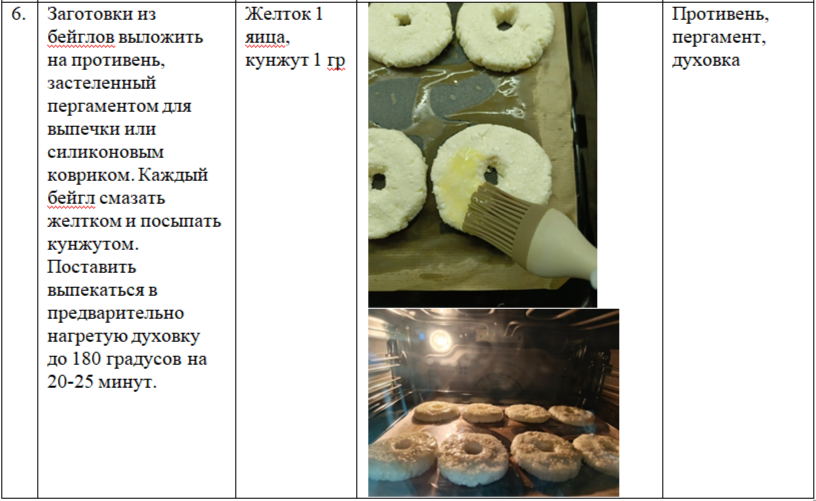 6.
Заготовки из
бейглов выложить
на противень,
застеленный
пергаментом для
выпечки или
силиконовым
ковриком. Каждый
бейгл смазать
желтком и посыпать
кунжутом.
Поставить
выпекаться в
предварительно
нагретую духовку
до 180 градусов на
20-25 минут.
Желток 1
яица,
кунжут 1 гр
Противень,
пергамент,
духовка